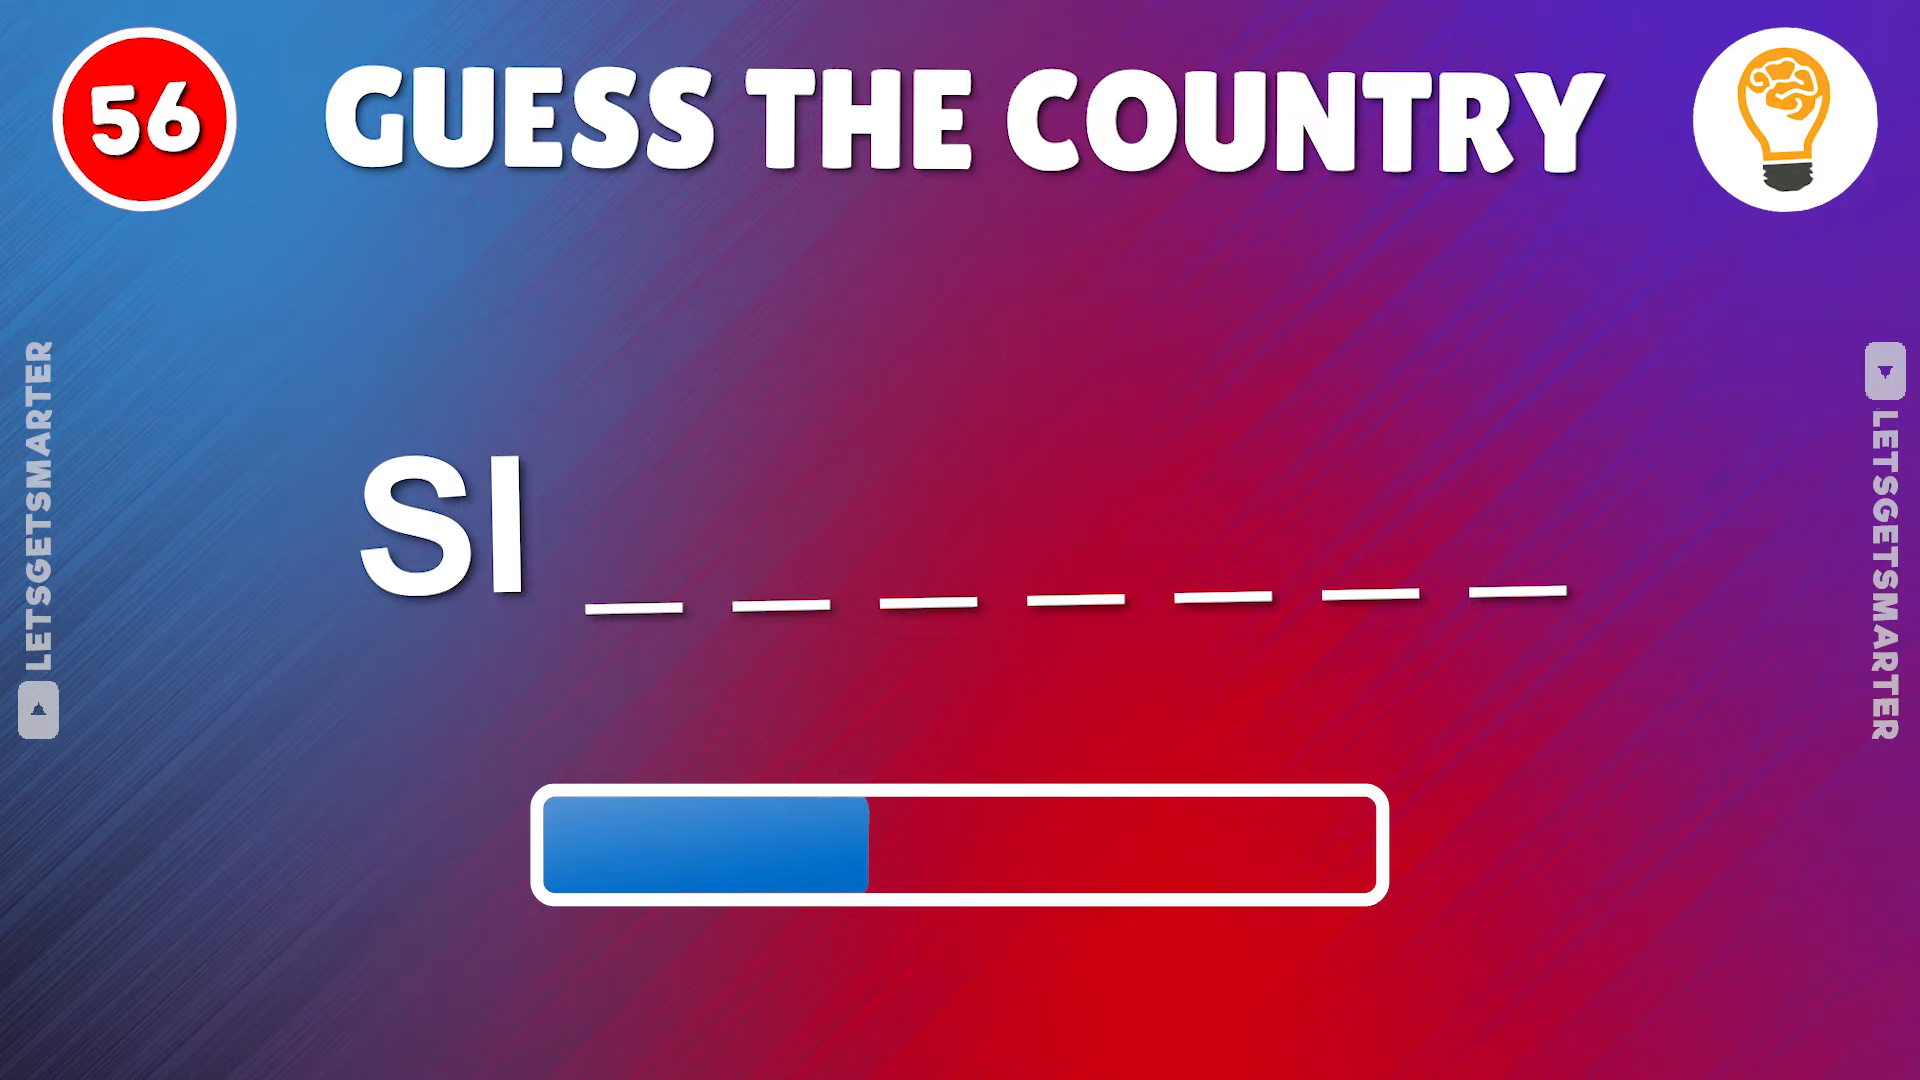 56
GUESS THE COUNTRY
SI _ _ _ _ _ _ _
LETSGETSMARTER
LETSGETSMARTER